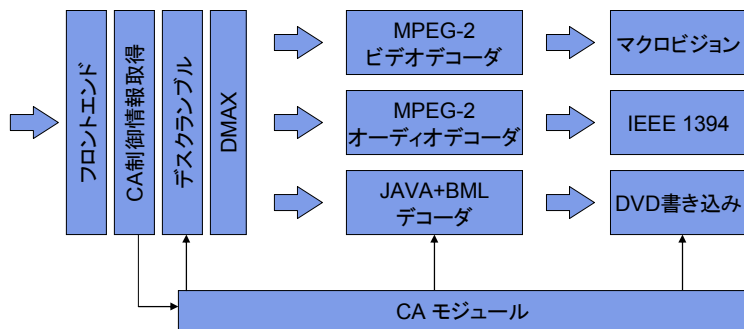 フロントエンド
CA制御情報取得
デスクランブル
DMAX
MPEG-2
ビデオデコーダ
マクロビジョン
MPEG-2
オーディオデコーダ
IEEE 1394
JAVA+BML
デコーダ
DVD書き込み
CA モジュール